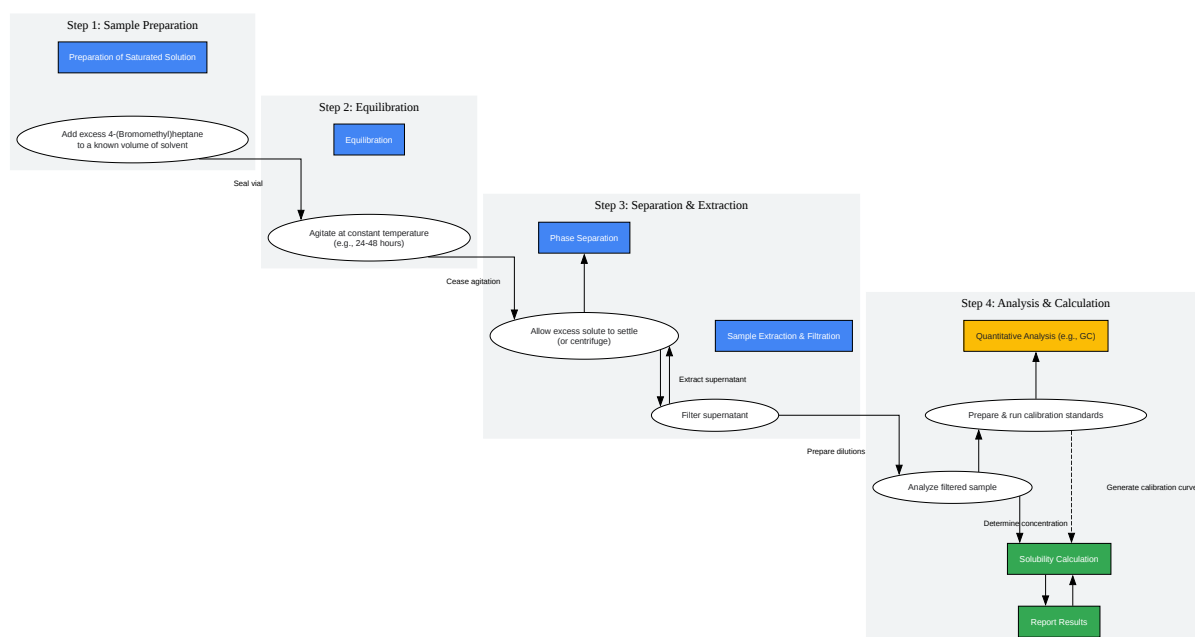 Step 1: Sample Preparation
Preparation of Saturated Solution
Add excess 4-(Bromomethyl)heptane
to a known volume of solvent
Seal vial
Step 2: Equilibration
Equilibration
Agitate at constant temperature
(e.g., 24-48 hours)
Cease agitation
Step 3: Separation & Extraction
Phase Separation
Allow excess solute to settle
(or centrifuge)
Sample Extraction & Filtration
Extract supernatant
Filter supernatant
Prepare dilutions
Step 4: Analysis & Calculation
Quantitative Analysis (e.g., GC)
Prepare & run calibration standards
Analyze filtered sample
Generate calibration curve
Determine concentration
Solubility Calculation
Report Results